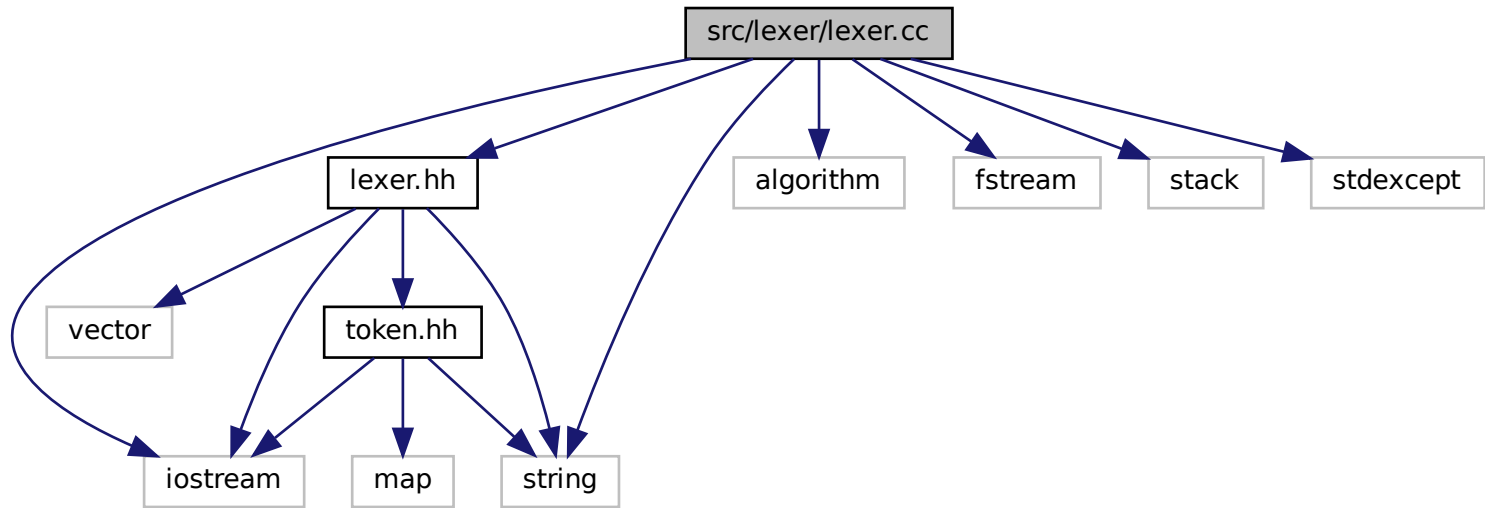 src/lexer/lexer.cc
lexer.hh
algorithm
fstream
stack
stdexcept
vector
token.hh
iostream
map
string